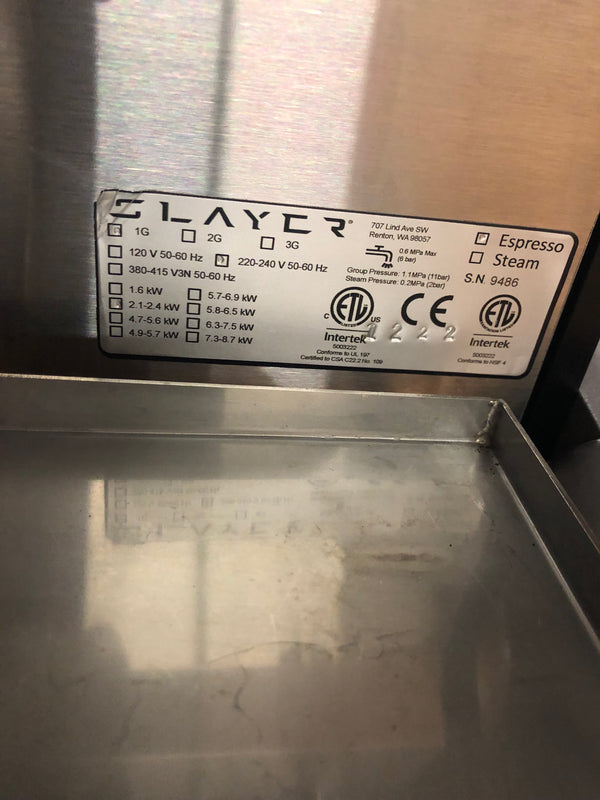 SLAYER®
707 Lind Ave SW
Renton, WA 98057
1G 2G 3G
120 V 50-60 Hz 220-240 V 50-60 Hz
380-415 V3N 50-60 Hz
0.6 MPa Max
(6 bar)
Group Pressure: 1.1MPa (11bar)
Steam Pressure: 0.2MPa (2bar)
Espresso
Steam
S.N. 9486
1.6 kW 5.7-6.9 kW
2.1-2.4 kW 5.8-6.5 kW
4.7-5.6 kW 6.3-7.5 kW
4.9-5.7 kW 7.3-8.7 kW
C ETL US
Intertek
5003222
Conforms to UL 197
Certified to CSA C22.2 No. 109
CE
1222
ETL
Intertek
5003222
Conforms to NSF 4